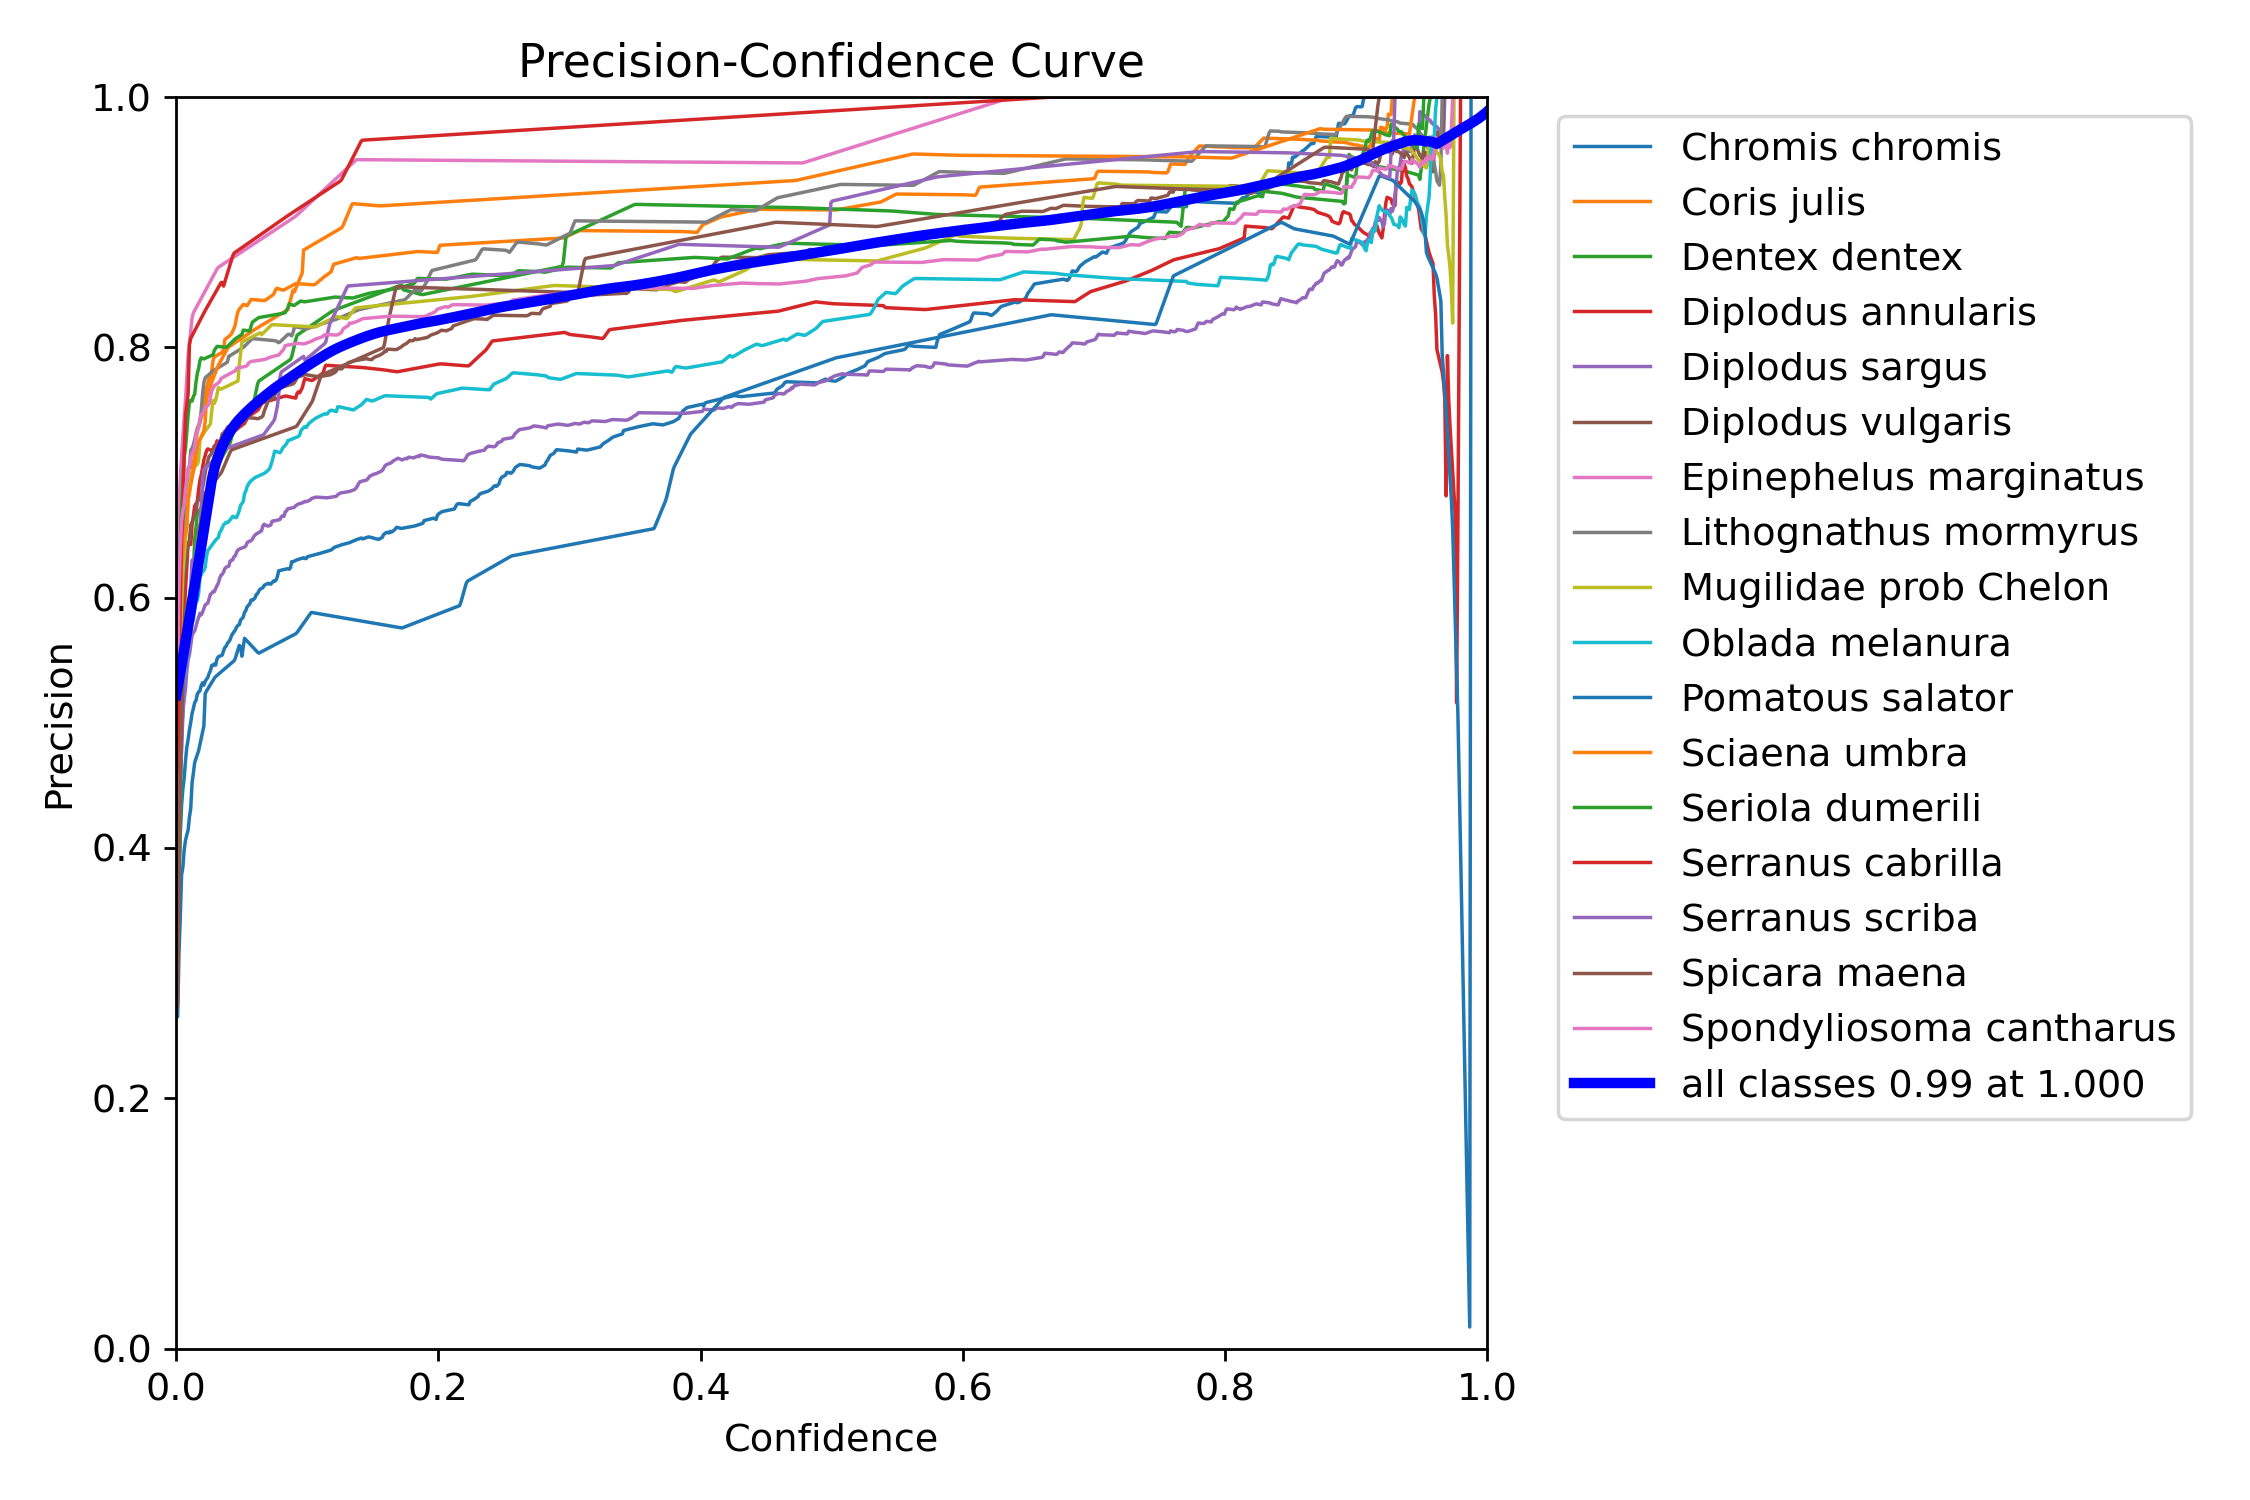 Precision-Confidence Curve
1.0
0.8
0.6
0.4
0.2
0.0
Precision
0.0 0.2 0.4 0.6 0.8 1.0
Confidence
Chromis chromis
Coris julis
Dentex dentex
Diplodus annularis
Diplodus sargus
Diplodus vulgaris
Epinephelus marginatus
Lithognathus mormyrus
Mugilidae prob Chelon
Oblada melanura
Pomatous salator
Sciaena umbra
Seriola dumerili
Serranus cabrilla
Serranus scriba
Spicara maena
Spondyliosoma cantharus
all classes 0.99 at 1.000